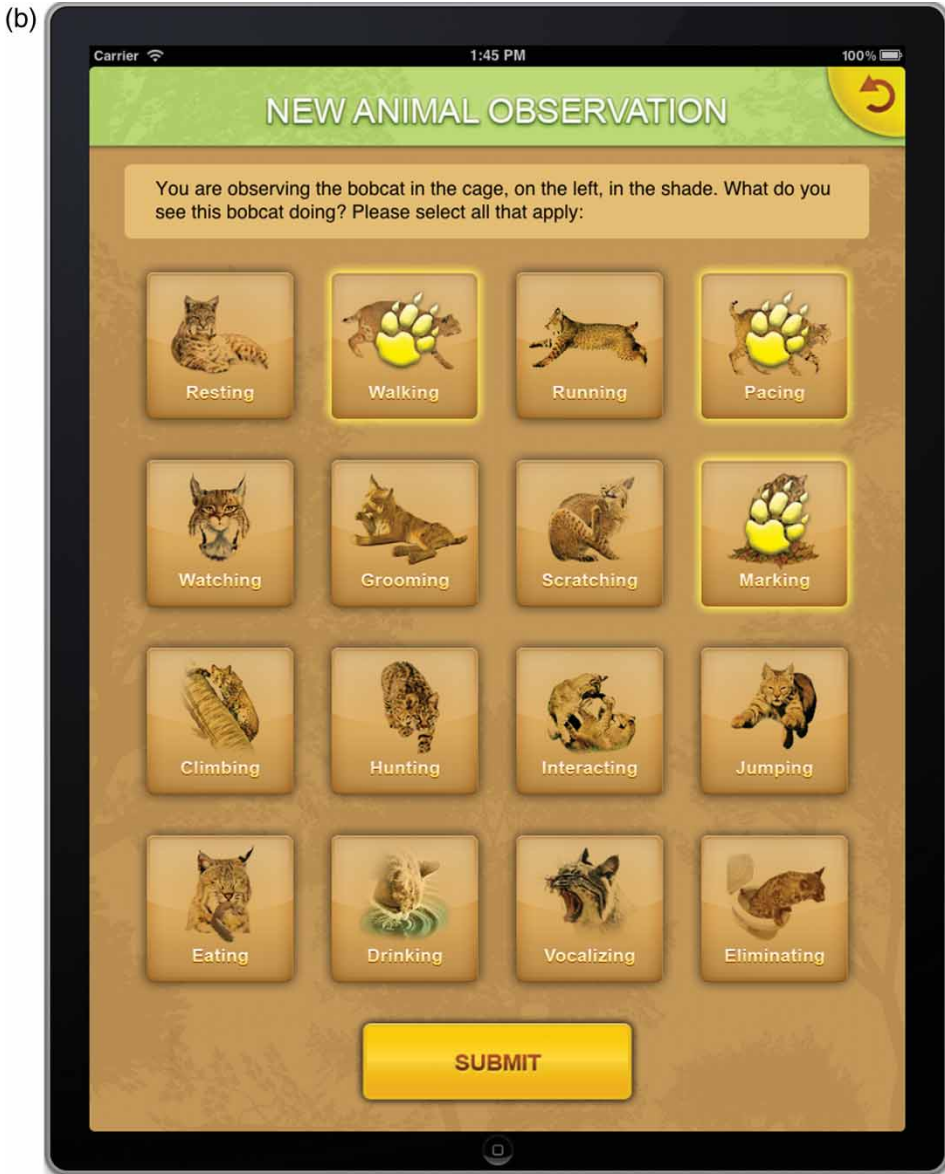 (b)
Carrier 1:45 PM 100%
NEW ANIMAL OBSERVATION
You are observing the bobcat in the cage, on the left, in the shade. What do you
see this bobcat doing? Please select all that apply:
Resting Walking Running Pacing
Watching Grooming Scratching Marking
Climbing Hunting Interacting Jumping
Eating Drinking Vocalizing Eliminating
SUBMIT